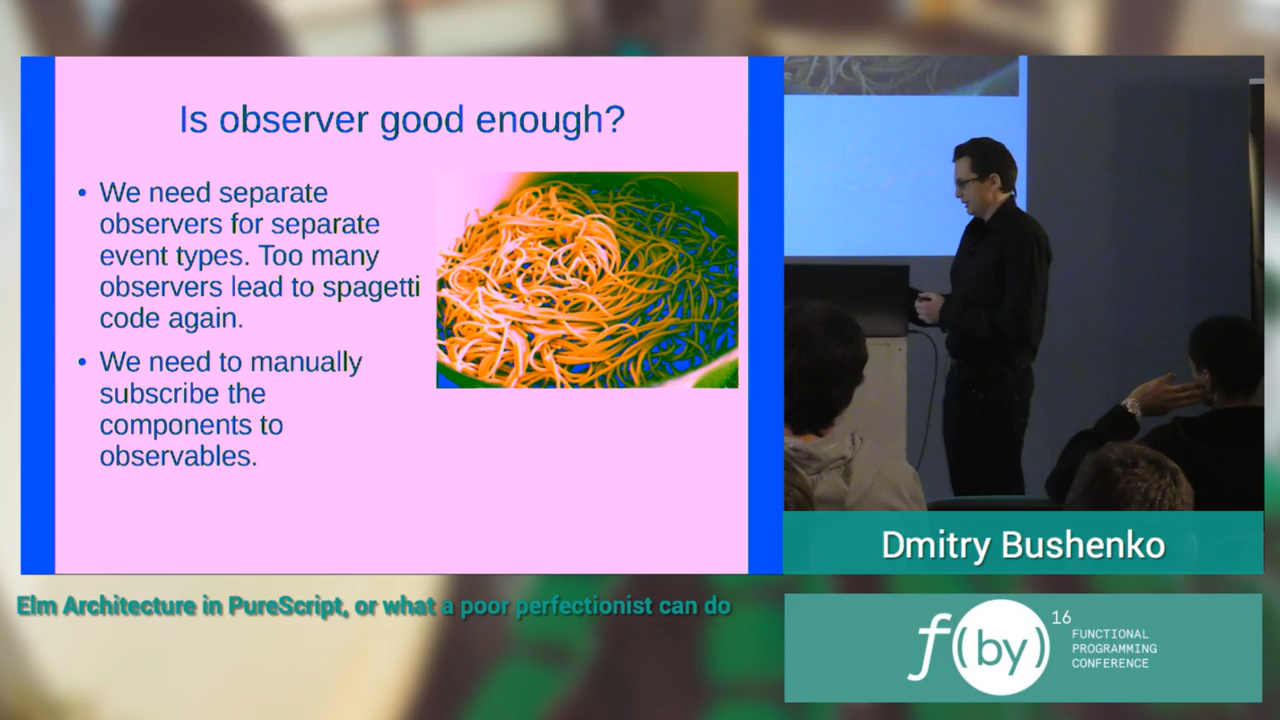 Is observer good enough?
• We need separate
observers for separate
event types. Too many
observers lead to spagetti
code again.
• We need to manually
subscribe the
components to
observables.
Dmitry Bushenko
Elm Architecture in PureScript, or what a poor perfectionist can do
f(by) 16
FUNCTIONAL
PROGRAMMING
CONFERENCE